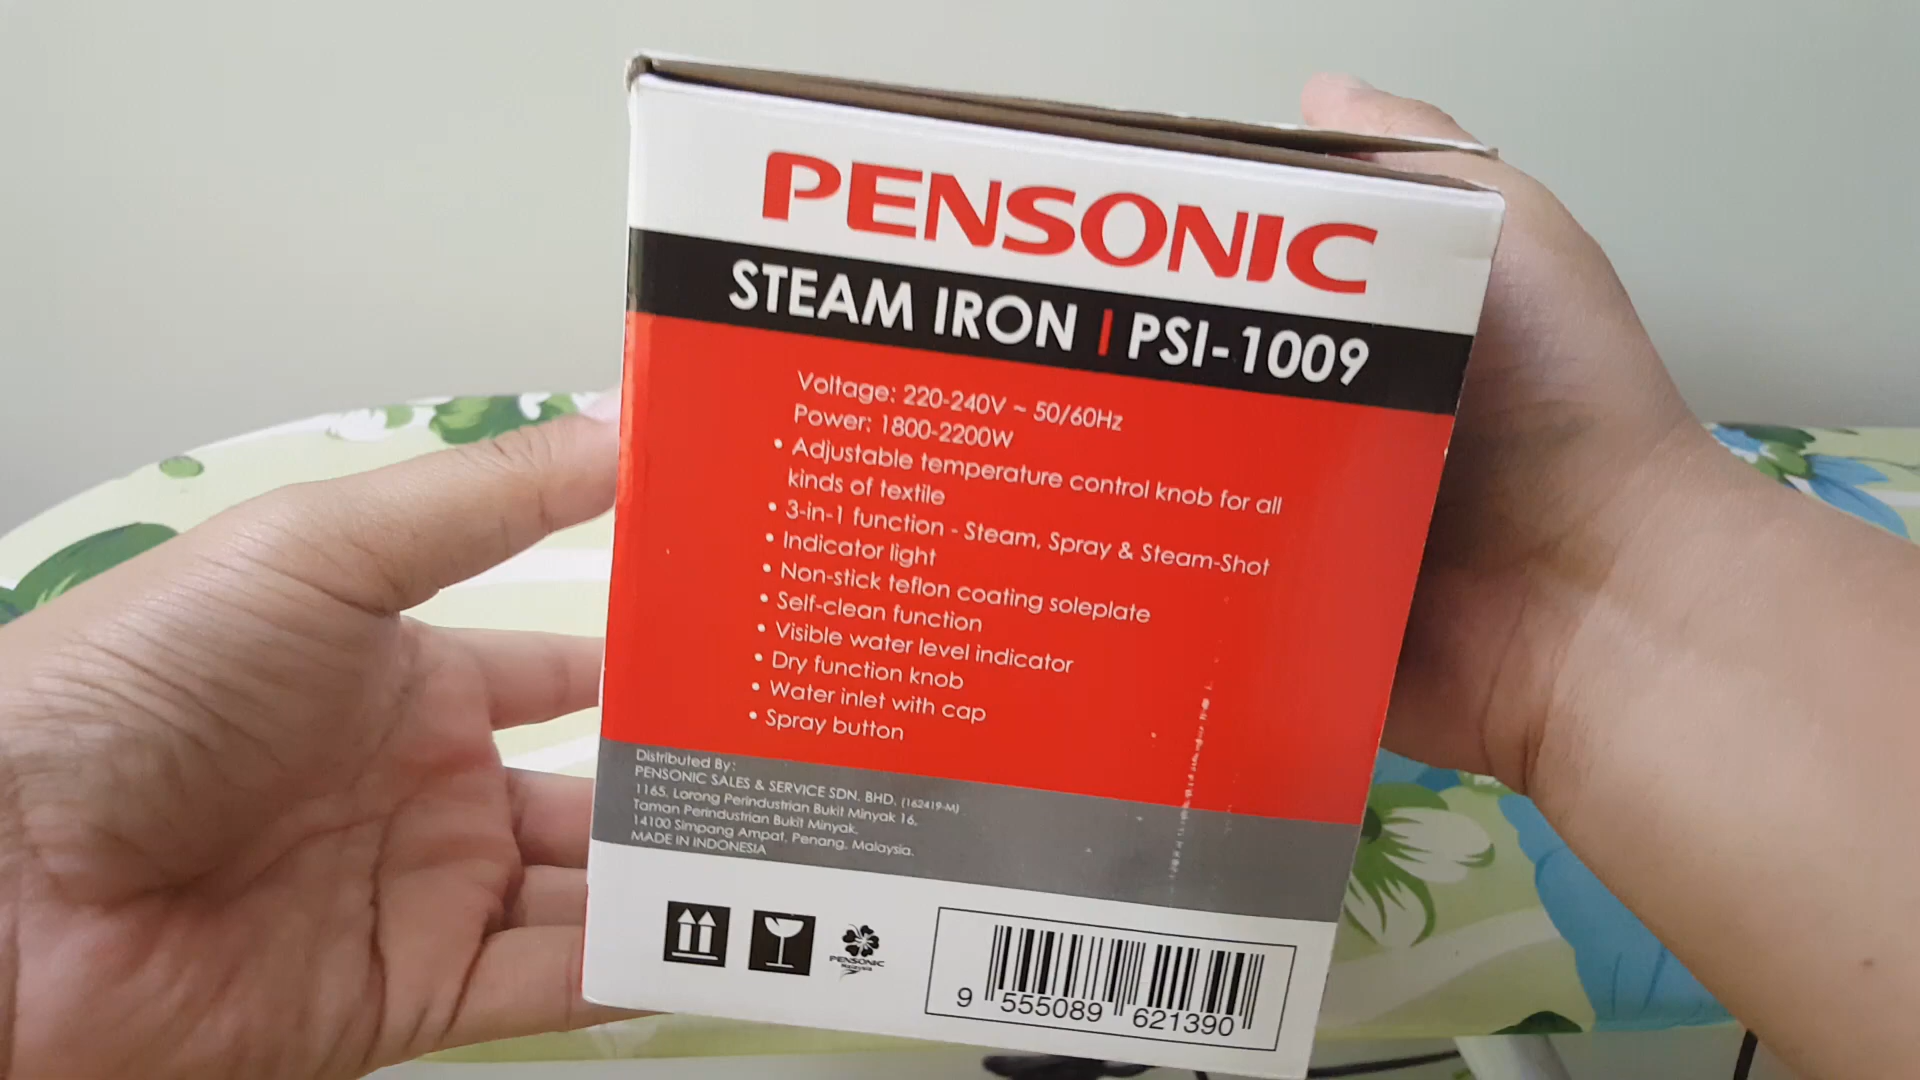 PENSONIC
STEAM IRON | PSI-1009
Voltage: 220-240V ~ 50/60Hz
Power: 1800-2200W
• Adjustable temperature control knob for all
kinds of textile
• 3-in-1 function - Steam, Spray & Steam-Shot
• Indicator light
• Non-stick teflon coating soleplate
• Self-clean function
• Visible water level indicator
• Dry function knob
• Water inlet with cap
• Spray button
Distributed By:
PENSONIC SALES & SERVICE SDN. BHD. (162419-M)
1165, Lorong Perindustrian Bukit Minyak 16,
Taman Perindustrian Bukit Minyak,
14100 Simpang Ampat, Penang, Malaysia.
MADE IN INDONESIA
PENSONIC
Malaysia
9 555089 621390